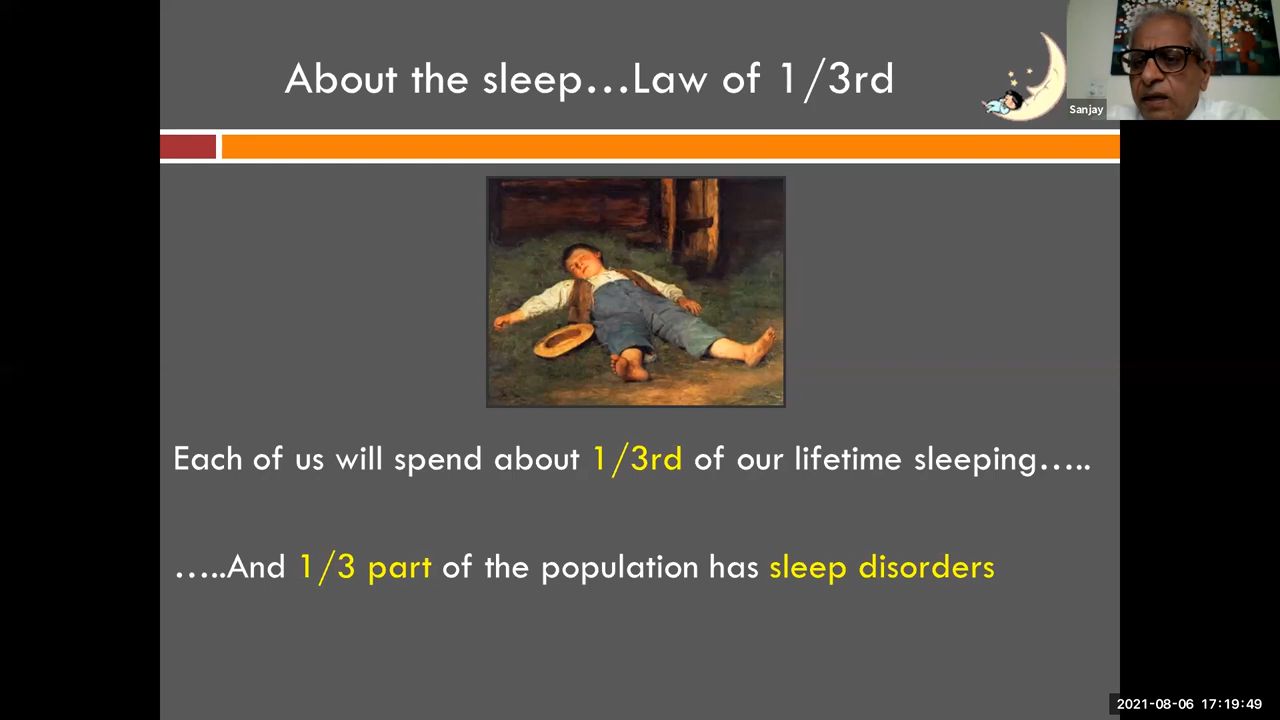 About the sleep...Law of 1/3rd
Sanjay
Each of us will spend about 1/3rd of our lifetime sleeping.....
.....And 1/3 part of the population has sleep disorders
2021-08-06 17:19:49